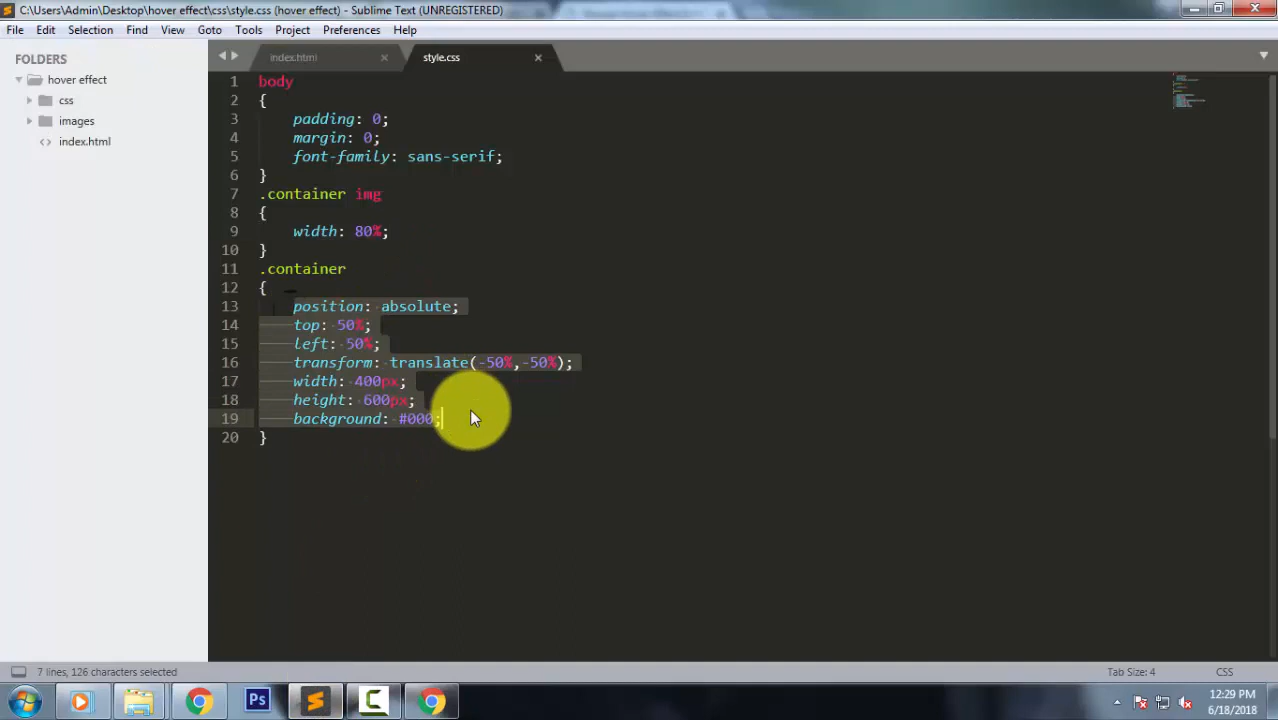 C:\Users\Admin\Desktop\hover effect\css\style.css (hover effect) - Sublime Text (UNREGISTERED)
File Edit Selection Find View Goto Tools Project Preferences Help
FOLDERS
hover effect
css
images
index.html
index.html
style.css
1 body
2 {
3 padding: 0;
4 margin: 0;
5 font-family: sans-serif;
6 }
7 .container img
8 {
9 width: 80%;
10 }
11 .container
12 {
13 position: absolute;
14 top: 50%;
15 left: 50%;
16 transform: translate(-50%,-50%);
17 width: 400px;
18 height: 600px;
19 background: #000;
20 }
7 lines, 126 characters selected
Tab Size: 4
CSS
Ps
C
12:29 PM
6/18/2018